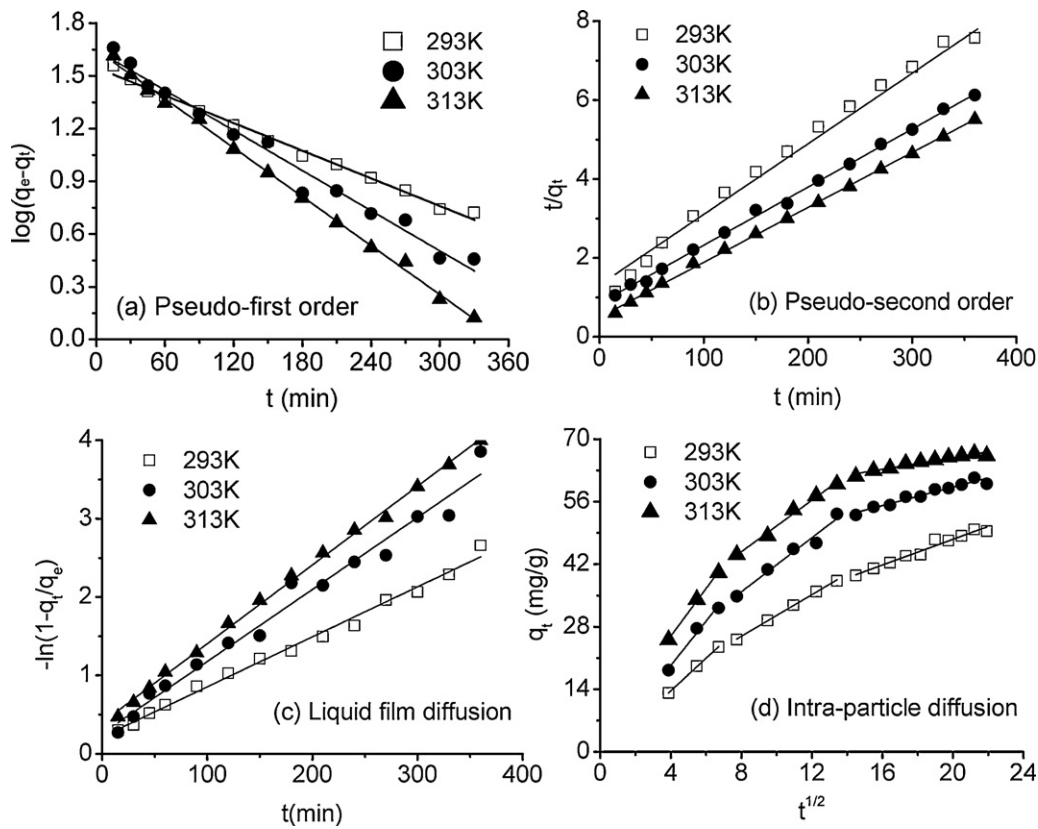 1.8
1.5
1.2
0.9
0.6
0.3
0.0
log(qe-qt)
293K
303K
313K
(a) Pseudo-first order
0 60 120 180 240 300 360
t (min)
8
6
4
2
0
t/qt
293K
303K
313K
(b) Pseudo-second order
0 100 200 300 400
t (min)
4
3
2
1
0
-ln(1-qt/qe)
293K
303K
313K
(c) Liquid film diffusion
0 100 200 300 400
t(min)
70
56
42
28
14
0
qt (mg/g)
293K
303K
313K
(d) Intra-particle diffusion
0 4 8 12 16 20 24
t1/2